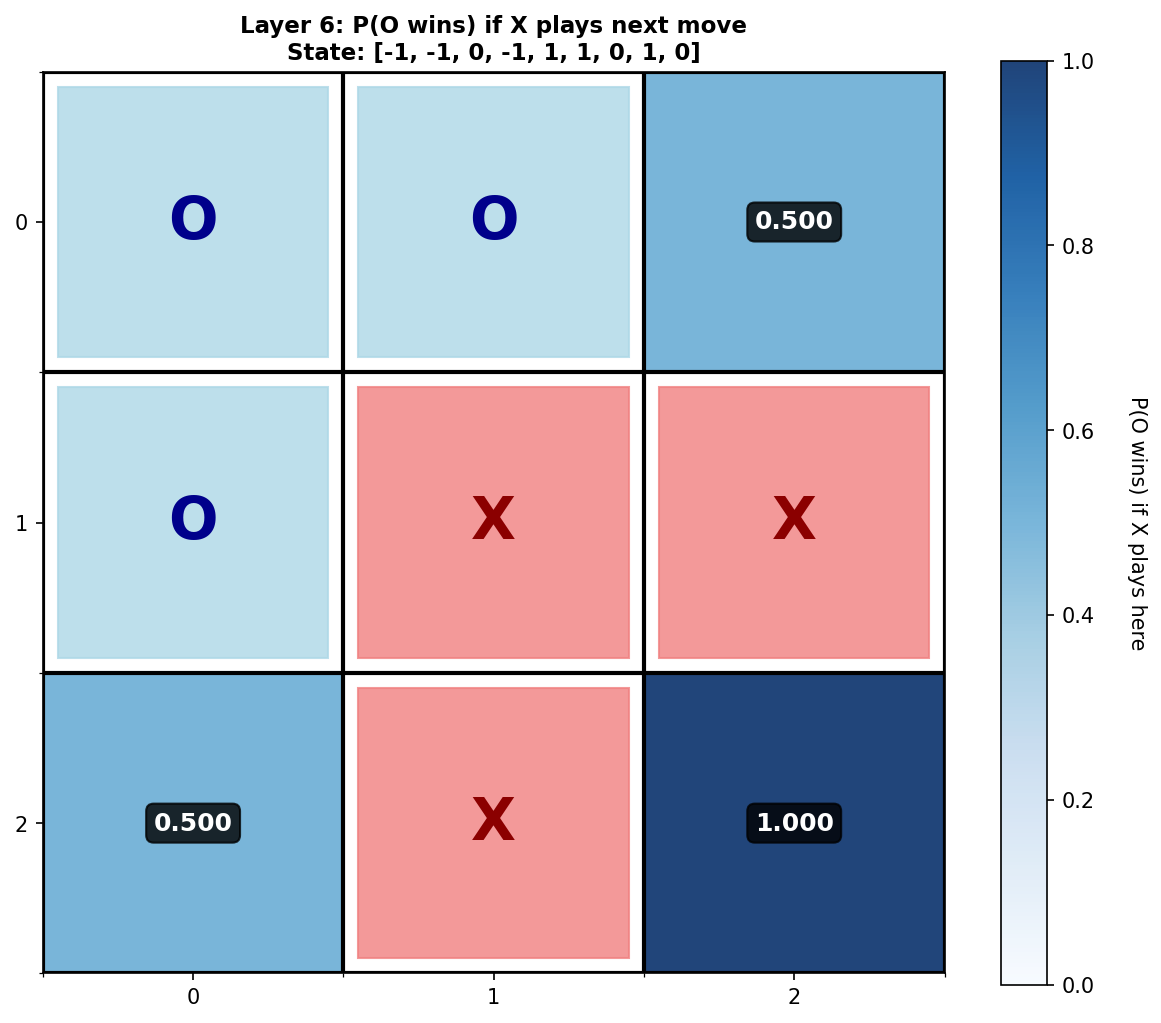 Layer 6: P(O wins) if X plays next move
State: [-1, -1, 0, -1, 1, 1, 0, 1, 0]
O
O
0.500
O
X
X
0.500
X
1.000
0
1
2
0
1
2
1.0
0.8
0.6
0.4
0.2
0.0
P(O wins) if X plays here